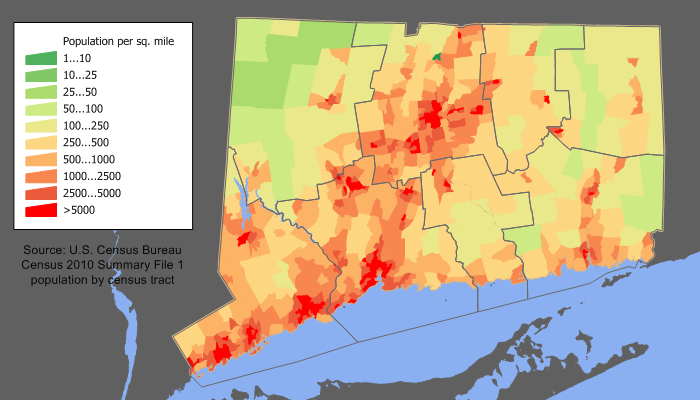 Population per sq. mile
1...10
10...25
25...50
50...100
100...250
250...500
500...1000
1000...2500
2500...5000
>5000
Source: U.S. Census Bureau
Census 2010 Summary File 1
population by census tract